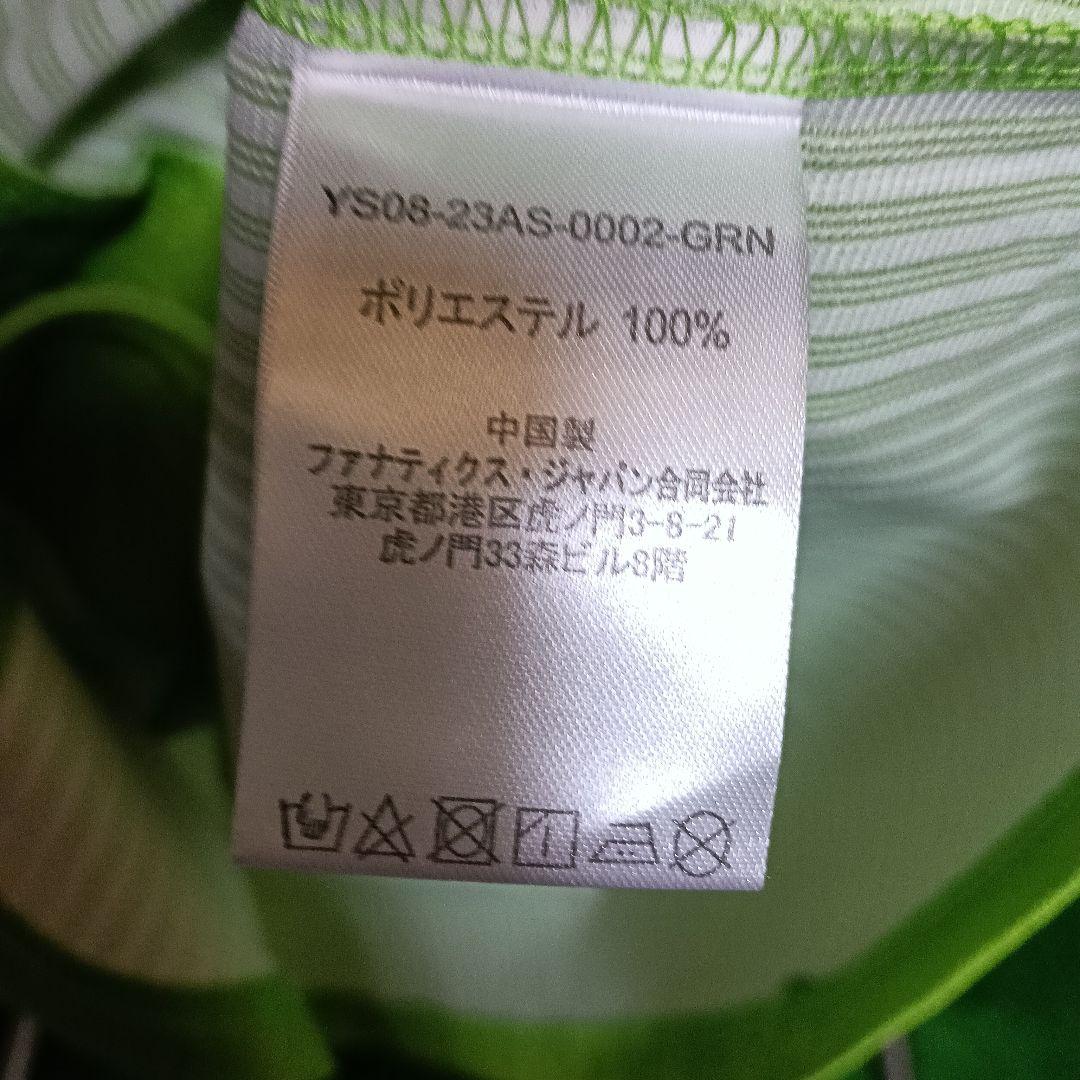 YS08-23AS-0002-GRN
ポリエステル 100%
中国製
ファナティクス・ジャパン合同会社
東京都港区虎ノ門3-8-21
虎ノ門33森ビル8階